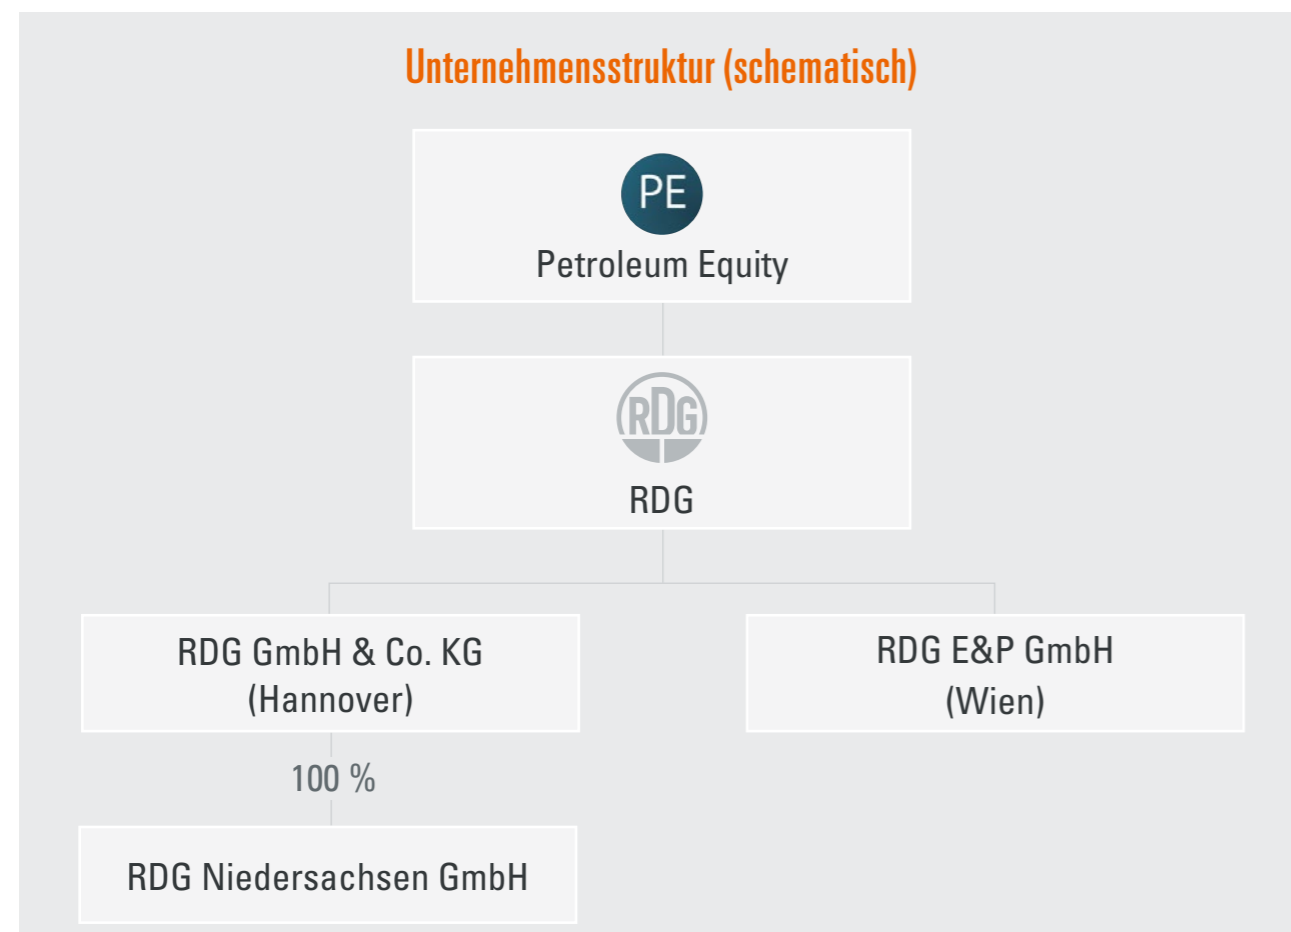 Unternehmensstruktur (schematisch)
PE
Petroleum Equity
RDG
RDG
RDG GmbH & Co. KG
(Hannover)
RDG E&P GmbH
(Wien)
100 %
RDG Niedersachsen GmbH